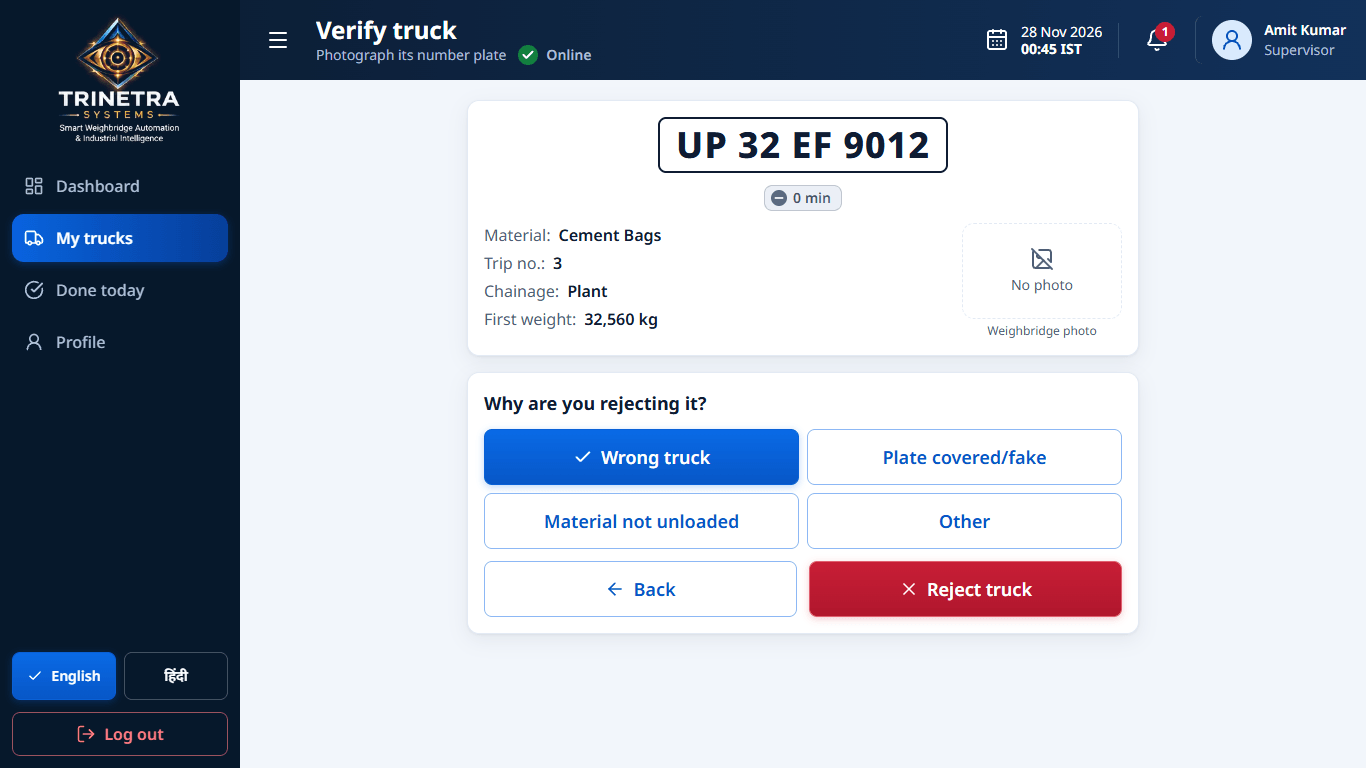 TRINETRA
SYSTEMS
Smart Weighbridge Automation
& Industrial Intelligence
Dashboard
My trucks
Done today
Profile
English
हिंदी
Log out
Verify truck
Photograph its number plate
Online
28 Nov 2026
00:45 IST
1
Amit Kumar
Supervisor
UP 32 EF 9012
0 min
Material: Cement Bags
Trip no.: 3
Chainage: Plant
First weight: 32,560 kg
No photo
Weighbridge photo
Why are you rejecting it?
Wrong truck
Plate covered/fake
Material not unloaded
Other
Back
Reject truck